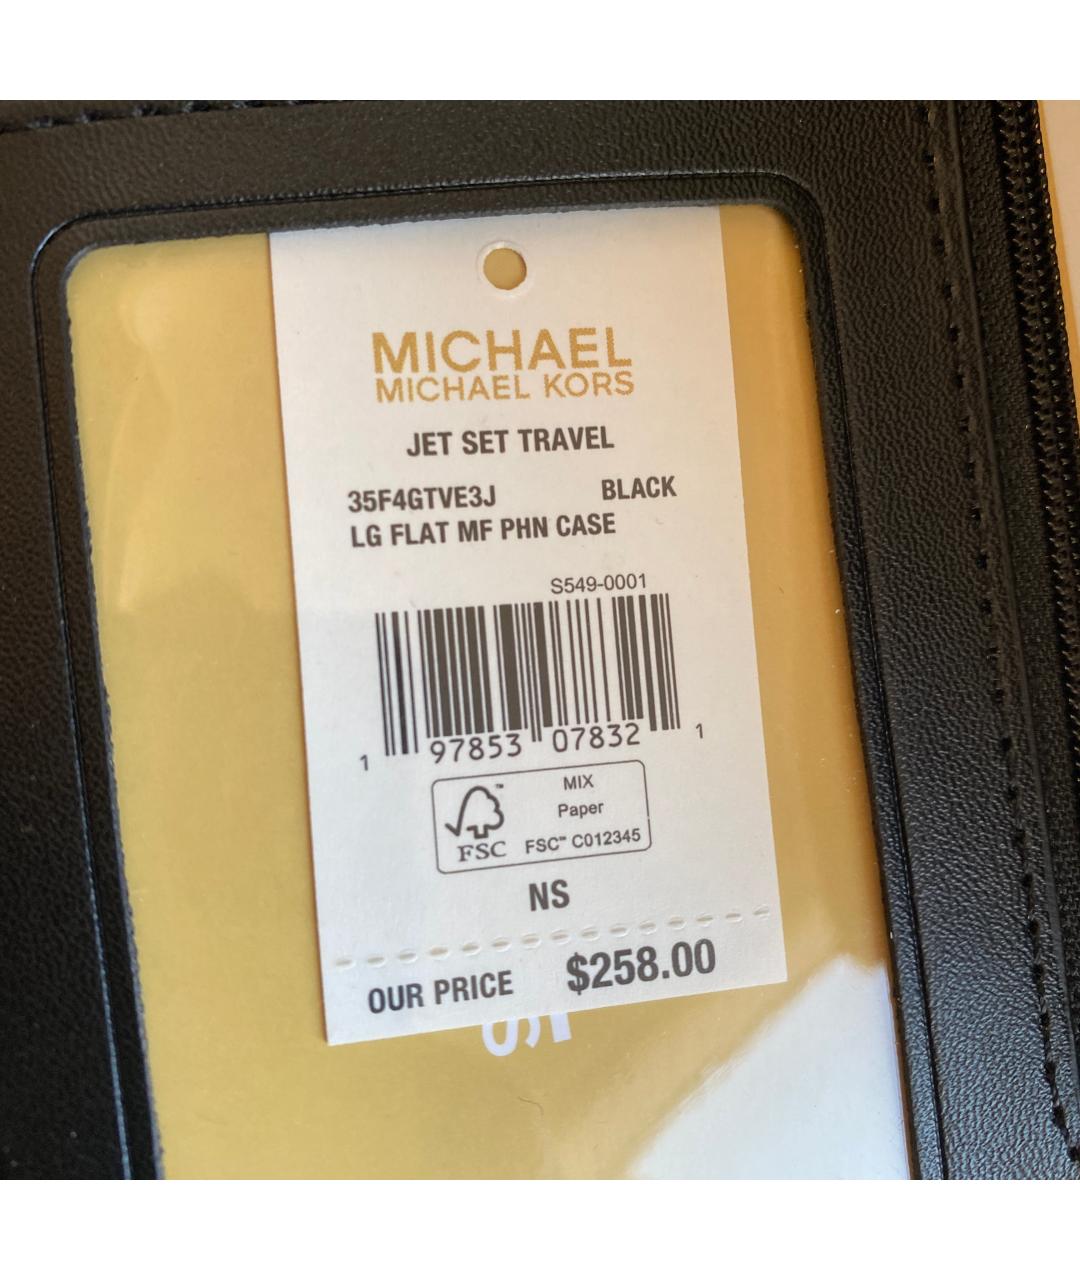 MICHAEL
MICHAEL KORS
JET SET TRAVEL
35F4GTVE3J BLACK
LG FLAT MF PHN CASE
S549-0001
1 97853 07832 1
MIX
Paper
FSC™ C012345
FSC
NS
OUR PRICE $258.00